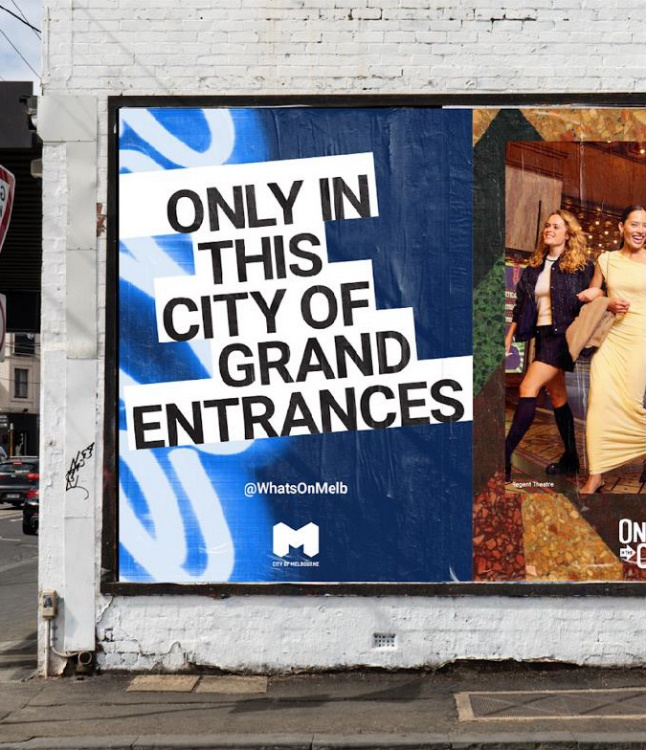 ONLY IN
THIS
CITY OF
GRAND
ENTRANCES
@WhatsOnMelb
CITY OF MELBOURNE
Regent Theatre